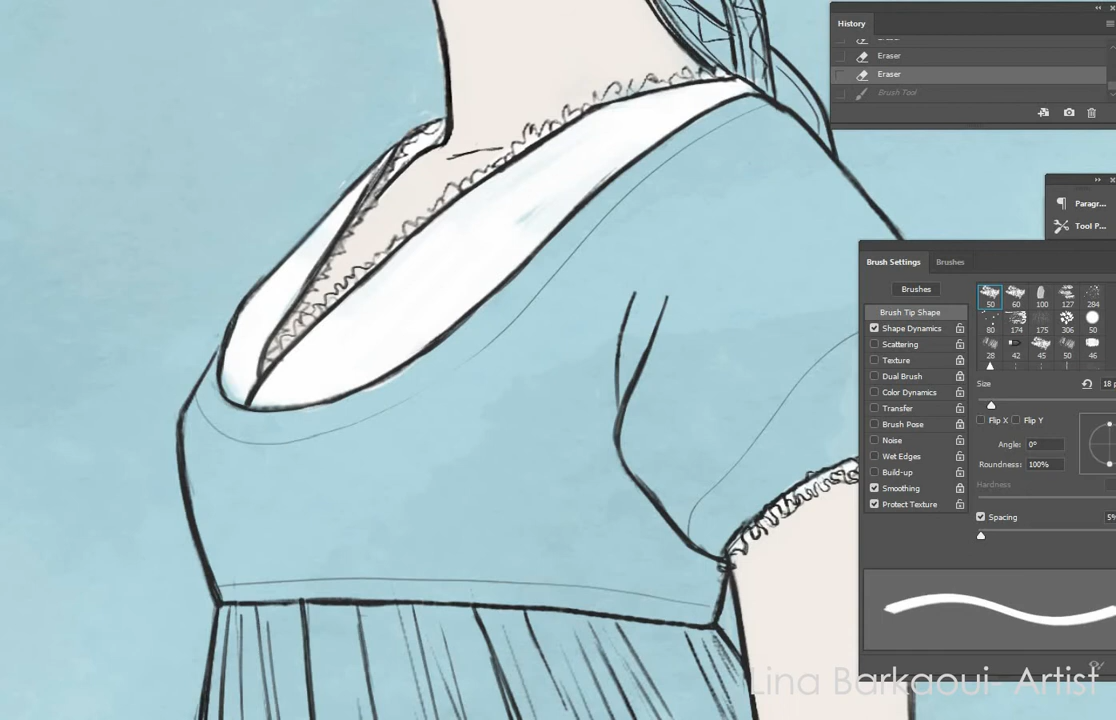 History
Eraser
Eraser
Brush Tool
Paragr...
Tool P...
Brush Settings
Brushes
Brushes
Brush Tip Shape
Shape Dynamics
Scattering
Texture
Dual Brush
Color Dynamics
Transfer
Brush Pose
Noise
Wet Edges
Build-up
Smoothing
Protect Texture
50 60 100 127 284
80 174 175 306 50
28 42 45 50 46
Size 18 p
Flip X Flip Y
Angle: 0°
Roundness: 100%
Hardness
Spacing 5%
Lina Barkaoui- Artist